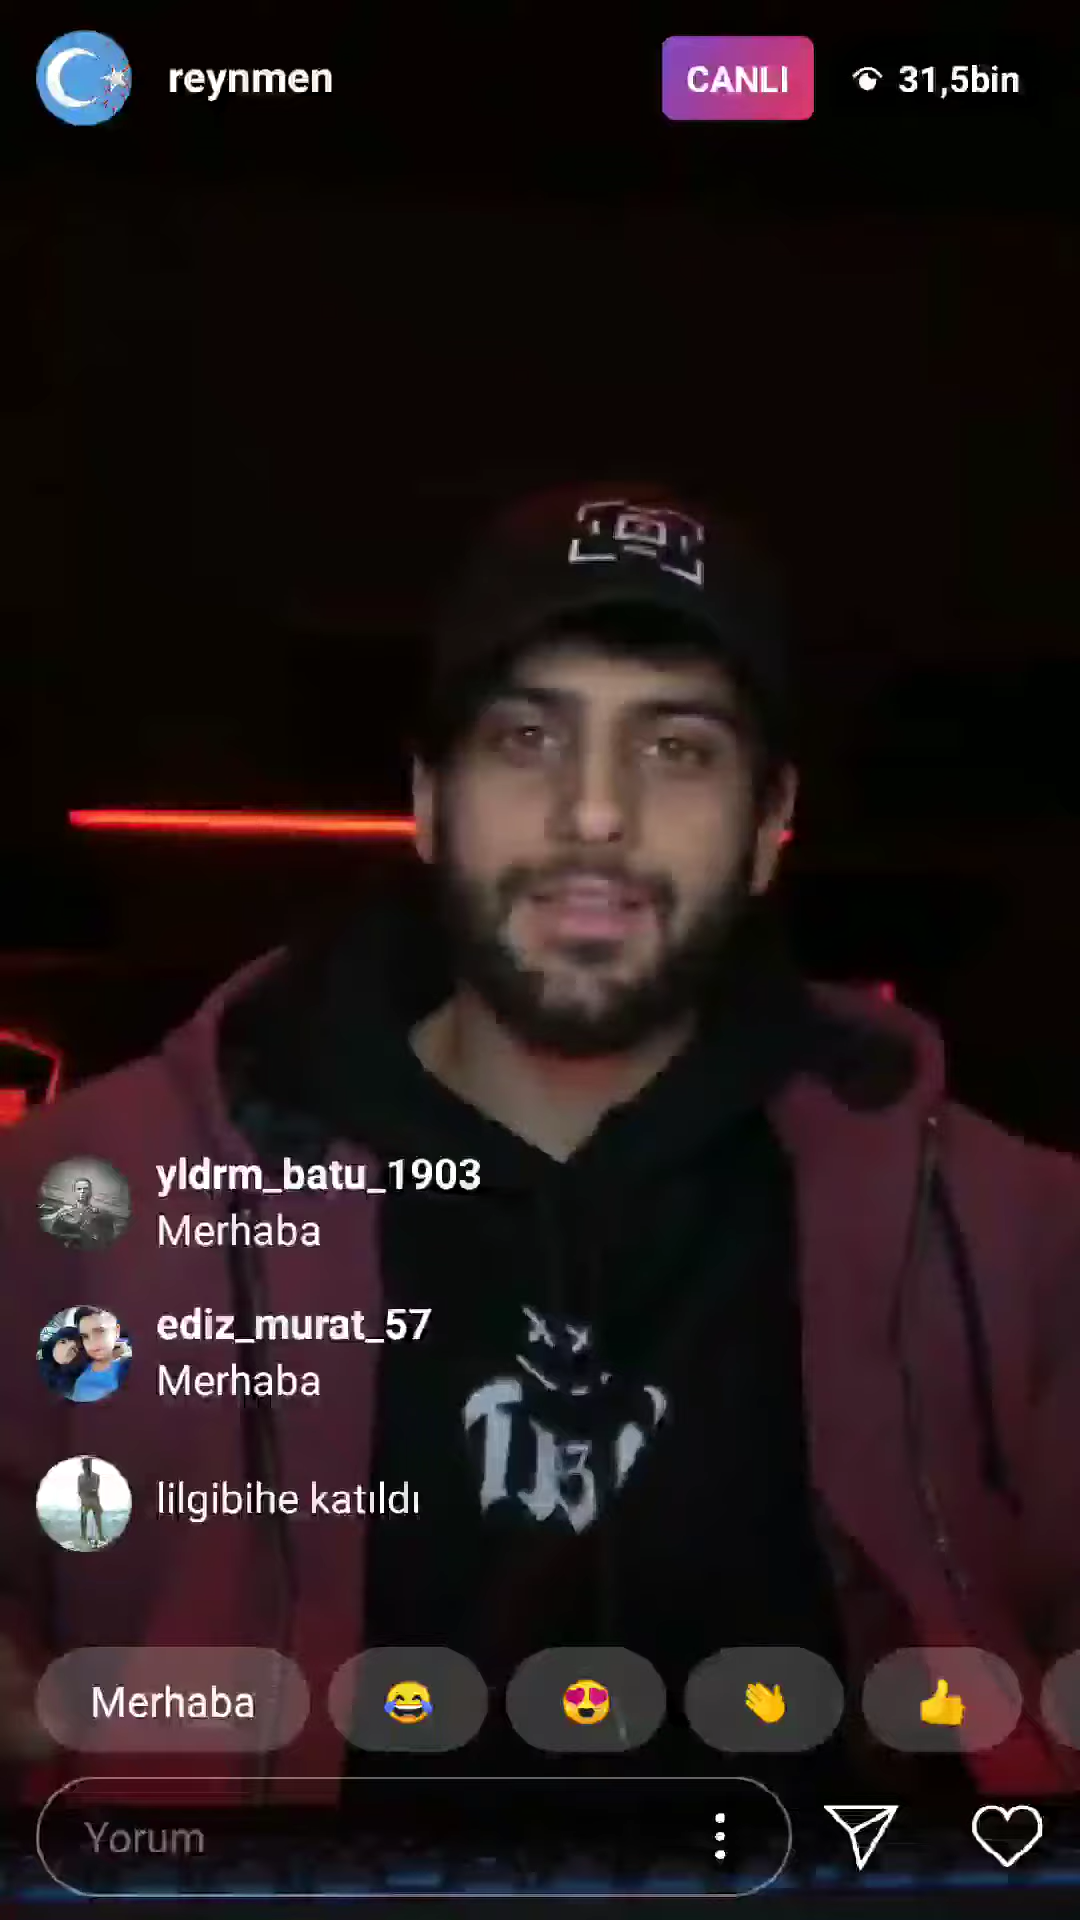 reynmen
CANLI
31,5bin
yldrm_batu_1903
Merhaba
ediz_murat_57
Merhaba
lilgibihe katıldı
Merhaba
Yorum